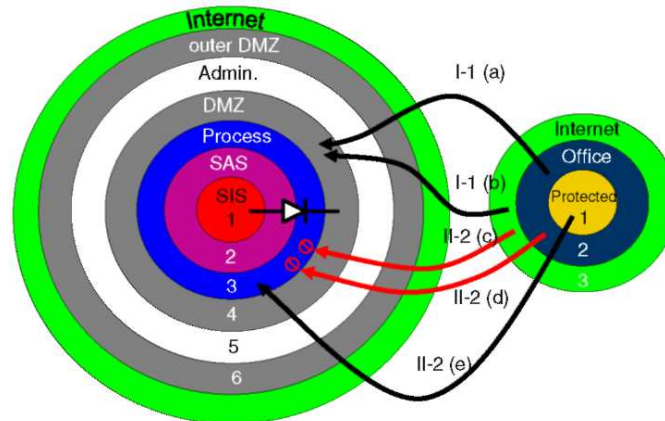 Internet
outer DMZ
Admin.
DMZ
Process
SAS
SIS
1
2
3
4
5
6
I-1 (a)
I-1 (b)
II-2 (c)
II-2 (d)
II-2 (e)
Internet
Office
Protected
1
2
3